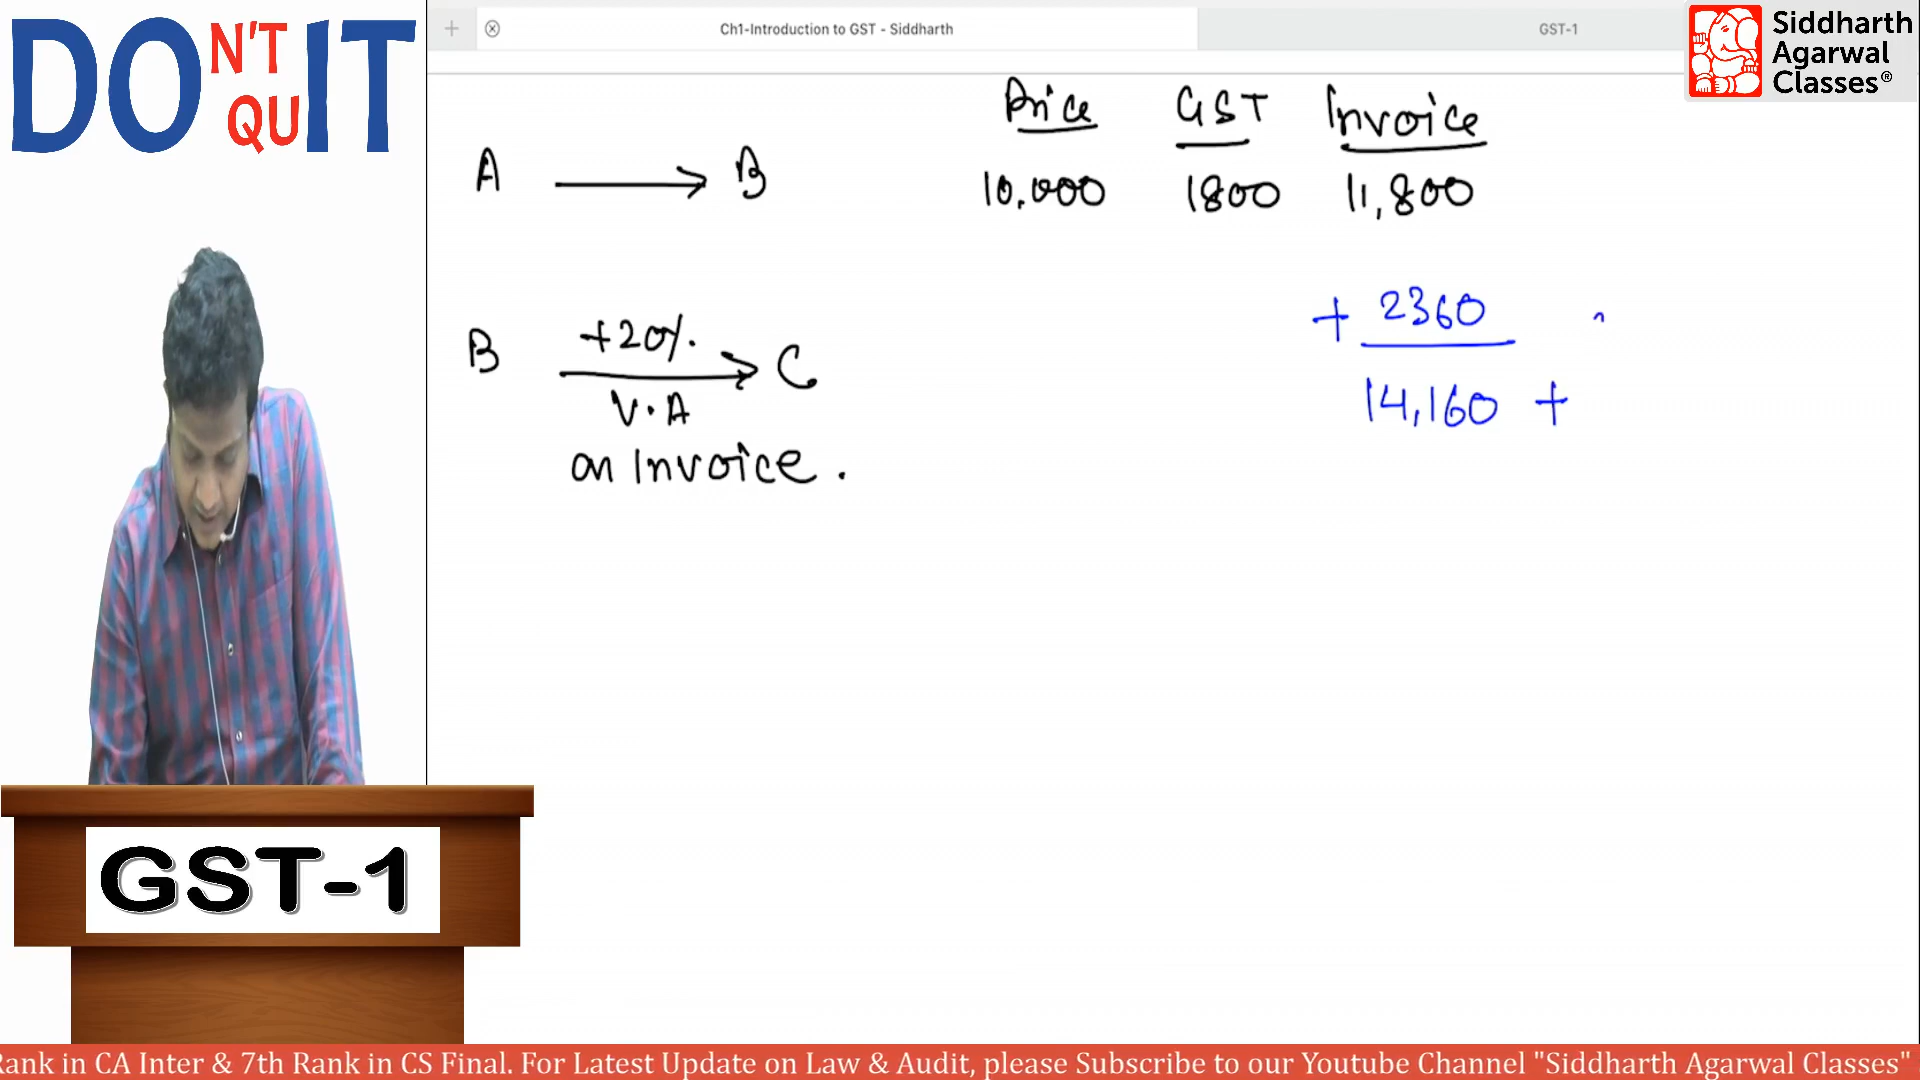 DON'T QUIT
Ch1-Introduction to GST - Siddharth
GST-1
Siddharth
Agarwal
Classes®
Price GST Invoice
A → B 10,000 1800 11,800
B +20% → C + 2360
V.A 14,160 +
on Invoice.
GST-1
Rank in CA Inter & 7th Rank in CS Final. For Latest Update on Law & Audit, please Subscribe to our Youtube Channel "Siddharth Agarwal Classes"